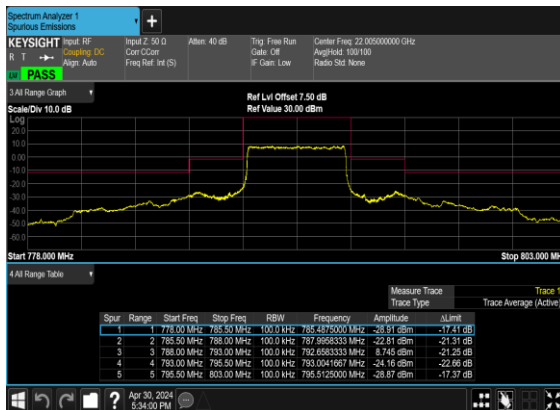 Spectrum Analyzer 1
Spurious Emissions
+
KEYSIGHT Input: RF Input Z: 50 Ω Atten: 40 dB Trig: Free Run Center Freq: 22.005000000 GHz
R T Coupling: DC Corr CCorr Gate: Off Avg|Hold: 100/100
Align: Auto Freq Ref: Int (S) IF Gain: Low Radio Std: None
PASS
3 All Range Graph
Ref Lvl Offset 7.50 dB
Scale/Div 10.0 dB Ref Value 30.00 dBm
Log
20.0
10.0
0.00
-10.0
-20.0
-30.0
-40.0
-50.0
-60.0
Start 778.000 MHz Stop 803.000 MHz
4 All Range Table
Measure Trace Trace 1
Trace Type Trace Average (Active)
Spur Range Start Freq Stop Freq RBW Frequency Amplitude ΔLimit
1 1 778.00 MHz 785.50 MHz 100.0 kHz 785.4875000 MHz -28.91 dBm -17.41 dB
2 2 785.50 MHz 788.00 MHz 100.0 kHz 787.9958333 MHz -22.81 dBm -21.31 dB
3 3 788.00 MHz 793.00 MHz 100.0 kHz 792.6583333 MHz 8.745 dBm -21.25 dB
4 4 793.00 MHz 795.50 MHz 100.0 kHz 793.0041667 MHz -24.16 dBm -22.66 dB
5 5 795.50 MHz 803.00 MHz 100.0 kHz 795.5125000 MHz -28.87 dBm -17.37 dB
? Apr 30, 2024
5:34:00 PM